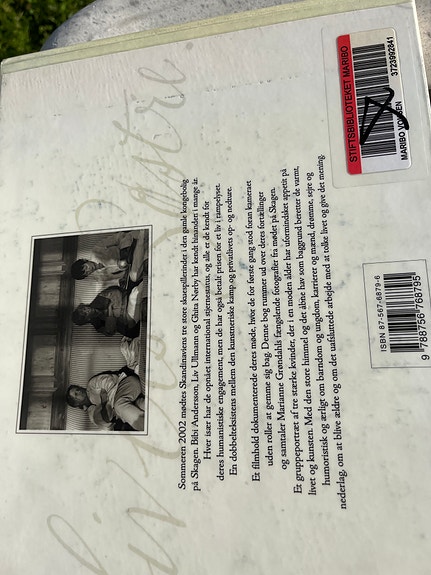 Sommeren 2002 mødtes Skandinaviens tre store skuespillerinder i den gamle kongebolig
på Skagen. Bibi Andersson, Liv Ullmann og Ghita Nørby har kendt hinanden i mange år.
Hver især har de opnået international stjernestatus, og alle er de kendt for
deres humanistiske engagement, men de har også betalt prisen for et liv i rampelyset.
En dobbelteksistens mellem den kunstneriske kamp og privatlivets op- og nedture.
Et filmhold dokumenterede deres møde, hvor de for første gang stod foran kameraet
uden roller at gemme sig bag. Denne bog rummer ud over deres fortællinger
og samtaler Marianne Grøndahls fængslende fotografier fra mødet på Skagen.
Et gruppeportræt af tre stærke kvinder, der i en moden alder har uformindsket appetit på
livet og kunsten. Med den store himmel og det åbne hav som baggrund beretter de varmt,
humoristisk og ærligt om barndom og ungdom, karrierer og mænd, drømme, sejre og
nederlag, om at blive ældre og om det uafsluttede arbejde med at tolke livet og give det mening.
STIFTSBIBLIOTEKET MARIBO
3723992841
MARIBO VOKSEN
ISBN 87-567-6879-6
9 788756 768795